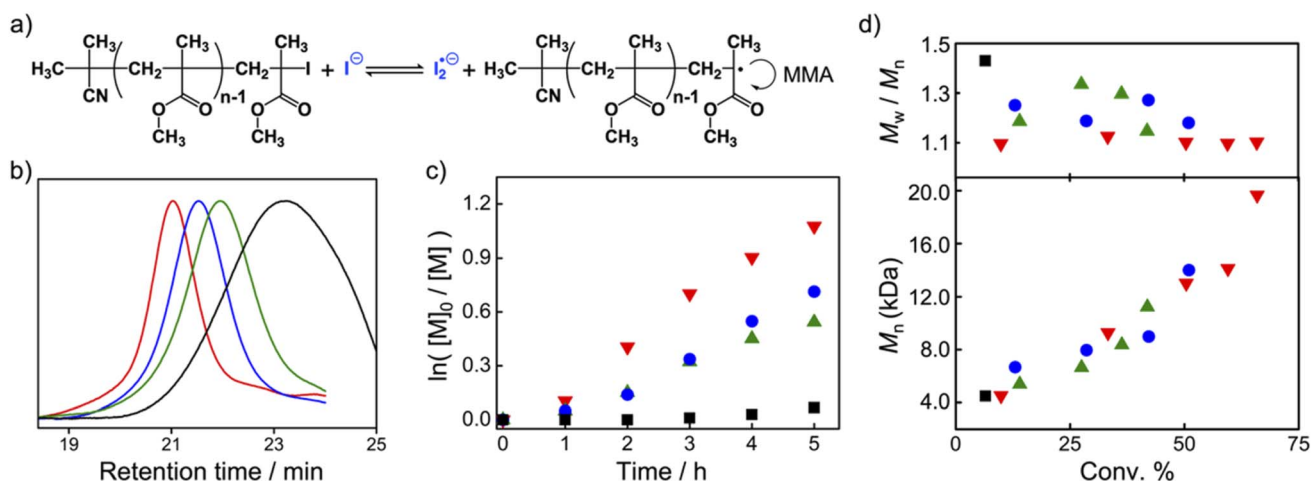 a)
CH₃ CH₃ CH₃
H₃C CH₂ CH₂ I + I⊖ ⇌ I₂•⊖ + H₃C CH₂ CH₂ • MMA
CN n-1 CN n-1
O O O O O O O O
CH₃ CH₃ CH₃ CH₃
b)
19 21 23 25
Retention time / min
c)
ln( [M]₀ / [M] )
1.2
0.9
0.6
0.3
0.0
0 1 2 3 4 5
Time / h
d)
Mw / Mn
1.5
1.3
1.1
Mn (kDa)
20.0
16.0
12.0
8.0
4.0
0 25 50 75
Conv. %